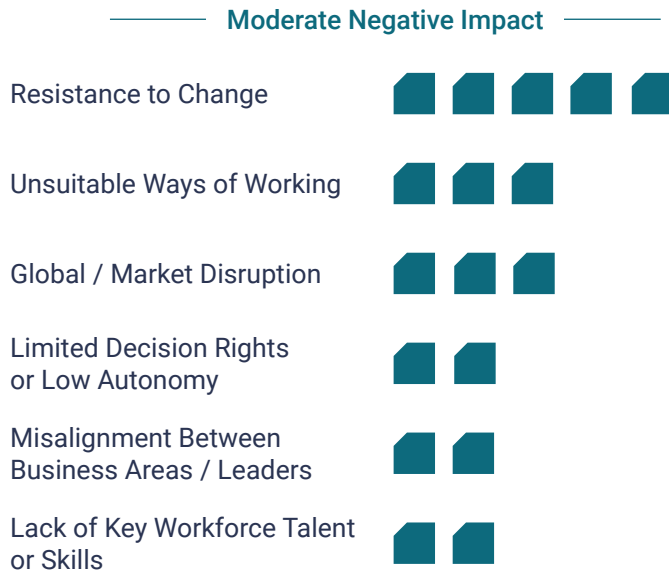 Moderate Negative Impact
Resistance to Change
Unsuitable Ways of Working
Global / Market Disruption
Limited Decision Rights
or Low Autonomy
Misalignment Between
Business Areas / Leaders
Lack of Key Workforce Talent
or Skills